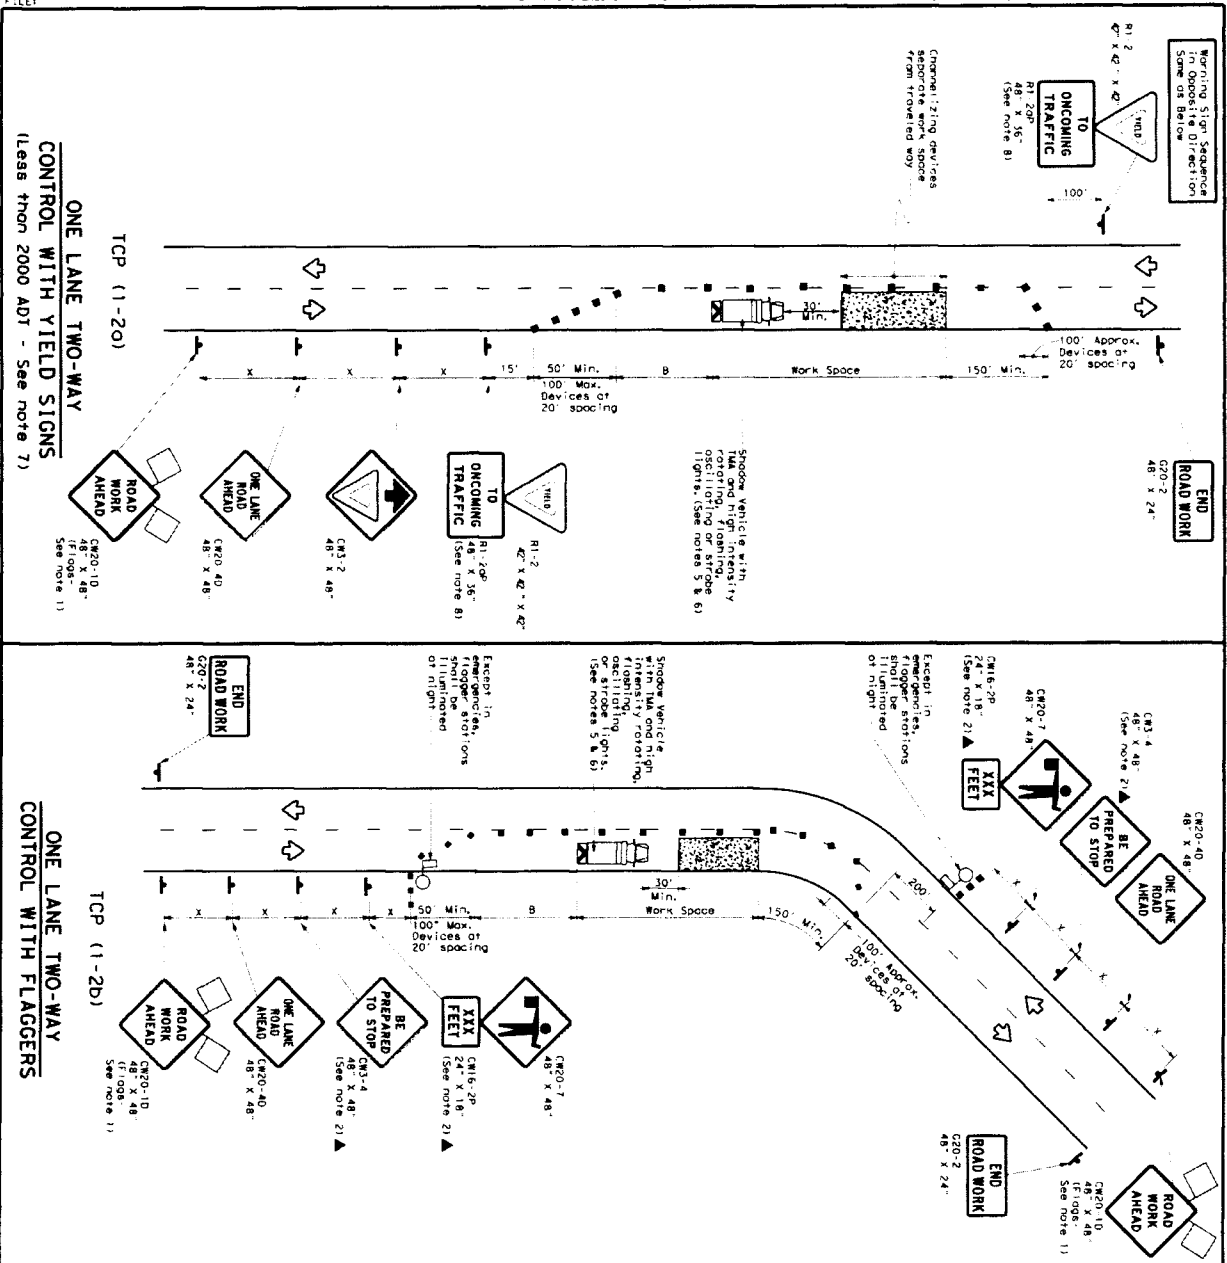 FILE:
Warning Sign Sequence
in Opposite Direction
Same as Below
R1-2
42" X 42" X 42"
YIELD
TO
ONCOMING
TRAFFIC
R1-2aP
48" X 36"
(See note 8)
100'
Channelizing devices
separate work space
from traveled way
30'
Min.
100' Approx.
Devices at
20' spacing
X
X
X
15'
50' Min.
100' Max.
Devices at
20' spacing
B
Work Space
150' Min.
END
ROAD WORK
G20-2
48" X 24"
Shadow Vehicle with
TMA and high intensity
rotating, flashing,
oscillating or strobe
lights. (See notes 5 & 6)
YIELD
R1-2
42" X 42" X 42"
TO
ONCOMING
TRAFFIC
R1-2aP
48" X 36"
(See note 8)
CW3-2
48" X 48"
ONE LANE
ROAD
AHEAD
CW20-4D
48" X 48"
ROAD
WORK
AHEAD
CW20-1D
48" X 48"
(Flags-
See note 1)
TCP (1-2a)
ONE LANE TWO-WAY
CONTROL WITH YIELD SIGNS
(Less than 2000 ADT - See note 7)
CW20-4D
48" X 48"
ONE LANE
ROAD
AHEAD
CW3-4
48" X 48"
(See note 2)▲
BE
PREPARED
TO STOP
CW20-7
48" X 48"
CW16-2P
24" X 18"
(See note 2)▲
XXX
FEET
Except in
emergencies,
flagger stations
shall be
illuminated
at night
Shadow Vehicle
with TMA and high
intensity rotating,
flashing,
oscillating
or strobe lights.
(See notes 5 & 6)
Except in
emergencies,
flagger stations
shall be
illuminated
at night
END
ROAD WORK
G20-2
48" X 24"
X
X
X
X
200'
150' Min.
100' Approx.
Devices at
20' spacing
30'
Min.
X
X
X
X
50' Min.
100' Max.
Devices at
20' spacing
B
Work Space
ROAD
WORK
AHEAD
CW20-1D
48" X 48"
(Flags-
See note 1)
END
ROAD WORK
G20-2
48" X 24"
CW20-7
48" X 48"
XXX
FEET
CW16-2P
24" X 18"
(See note 2)▲
BE
PREPARED
TO STOP
CW3-4
48" X 48"
(See note 2)▲
ONE LANE
ROAD
AHEAD
CW20-4D
48" X 48"
ROAD
WORK
AHEAD
CW20-1D
48" X 48"
(Flags-
See note 1)
TCP (1-2b)
ONE LANE TWO-WAY
CONTROL WITH FLAGGERS